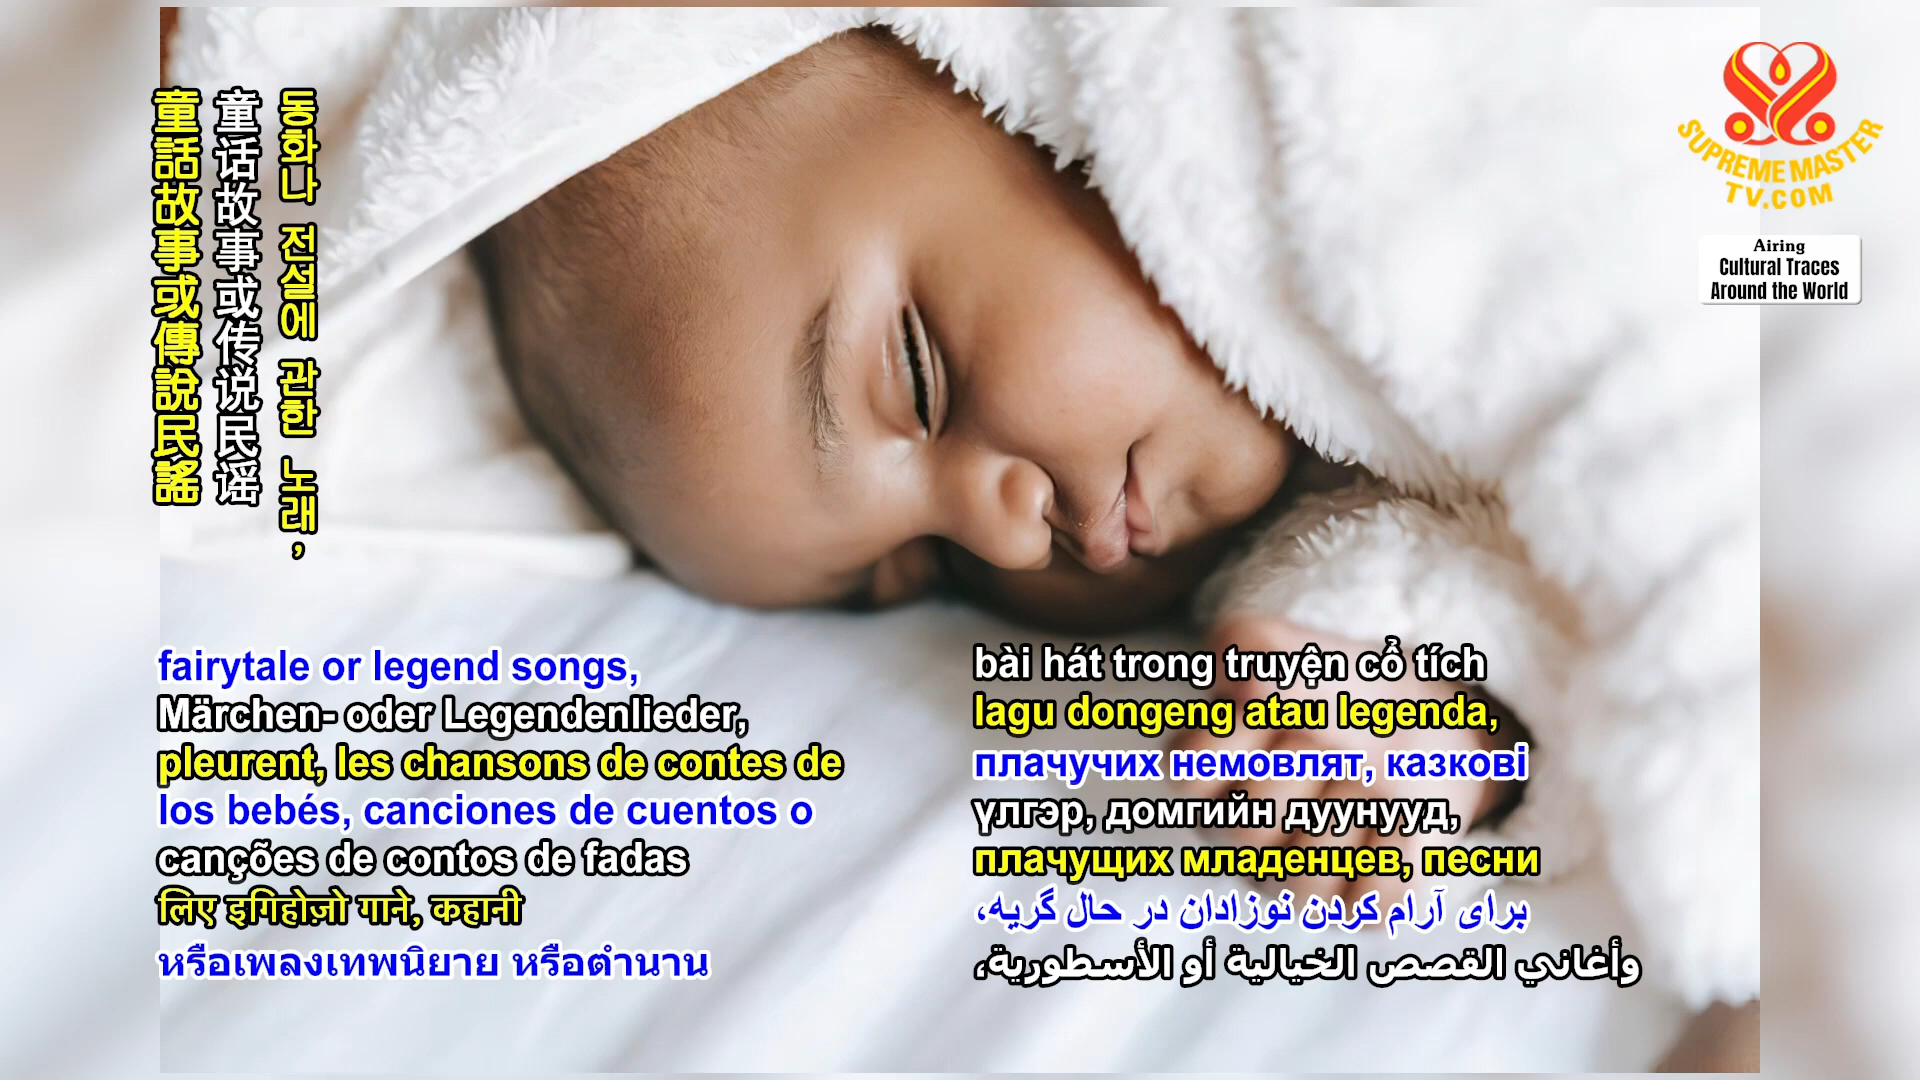 童話故事或傳說民謠
童话故事或传说民谣
동화나 전설에 관한 노래,
SUPREME MASTER
TV.COM
Airing
Cultural Traces
Around the World
fairytale or legend songs,
Märchen- oder Legendenlieder,
pleurent, les chansons de contes de
los bebés, canciones de cuentos o
canções de contos de fadas
लिए इगिहोज़ो गाने, कहानी
หรือเพลงเทพนิยาย หรือตำนาน
bài hát trong truyện cổ tích
lagu dongeng atau legenda,
плачучих немовлят, казкові
үлгэр, домгийн дуунууд,
плачущих младенцев, песни
برای آرام کردن نوزادان در حال گریه،
وأغاني القصص الخيالية أو الأسطورية،